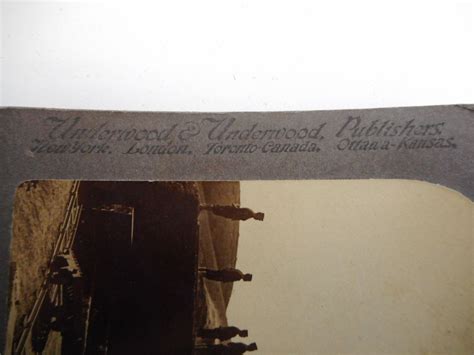 Underwood & Underwood, Publishers.
New York, London, Toronto-Canada, Ottawa-Kansas.